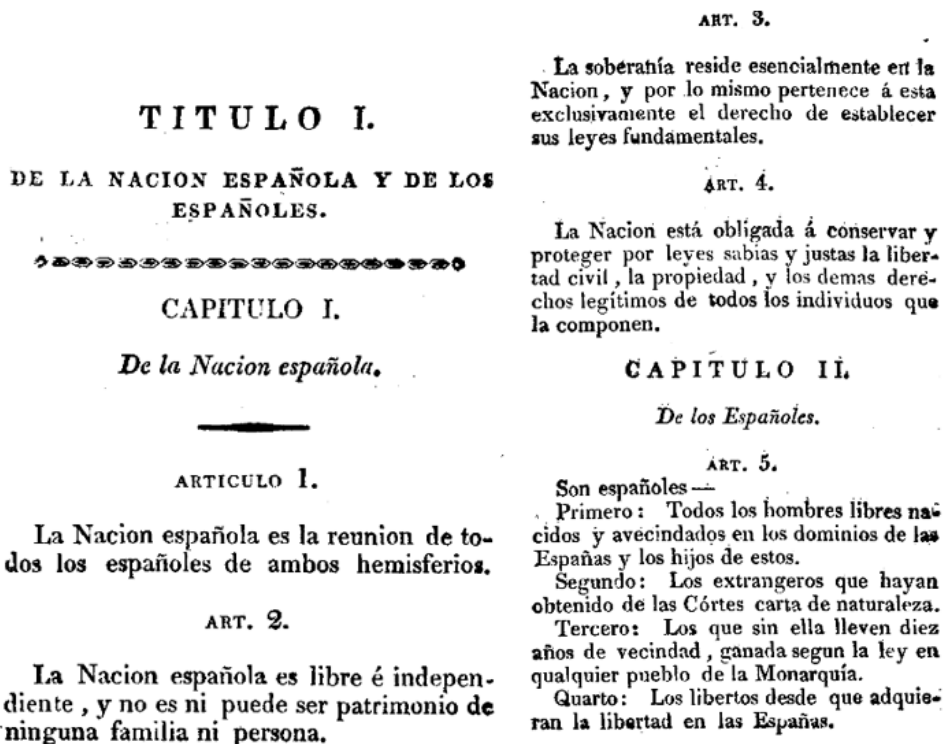 TITULO I.
DE LA NACION ESPAÑOLA Y DE LOS
ESPAÑOLES.
CAPITULO I.
De la Nacion española.
ARTICULO 1.
La Nacion española es la reunion de to-
dos los españoles de ambos hemisferios.
ART. 2.
La Nacion española es libre é indepen-
diente, y no es ni puede ser patrimonio de
ninguna familia ni persona.
ART. 3.
La soberanía reside esencialmente en la
Nacion, y por lo mismo pertenece á esta
exclusivamente el derecho de establecer
sus leyes fundamentales.
ART. 4.
La Nacion está obligada á conservar y
proteger por leyes sabias y justas la liber-
tad civil, la propiedad, y los demas dere-
chos legítimos de todos los individuos que
la componen.
CAPITULO II.
De los Españoles.
ART. 5.
Son españoles—
Primero: Todos los hombres libres na-
cidos y avecindados en los dominios de las
Españas y los hijos de estos.
Segundo: Los extrangeros que hayan
obtenido de las Córtes carta de naturaleza.
Tercero: Los que sin ella lleven diez
años de vecindad, ganada segun la ley en
qualquier pueblo de la Monarquía.
Quarto: Los libertos desde que adquie-
ran la libertad en las Españas.